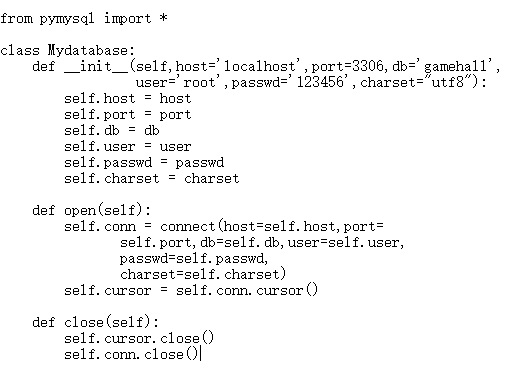 from pymysql import *
class Mydatabase:
def __init__(self,host='localhost',port=3306,db='gamehall',
user='root',passwd='123456',charset="utf8"):
self.host = host
self.port = port
self.db = db
self.user = user
self.passwd = passwd
self.charset = charset
def open(self):
self.conn = connect(host=self.host,port=
self.port,db=self.db,user=self.user,
passwd=self.passwd,
charset=self.charset)
self.cursor = self.conn.cursor()
def close(self):
self.cursor.close()
self.conn.close()